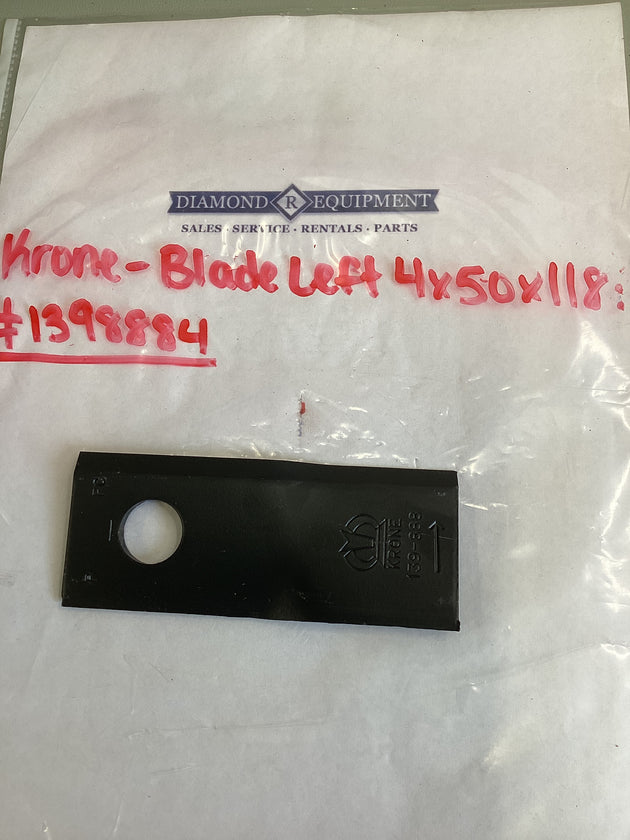 DIAMOND R EQUIPMENT
SALES · SERVICE · RENTALS · PARTS
Krone - Blade Left 4x50x118:
#1398884
KRONE
139-888